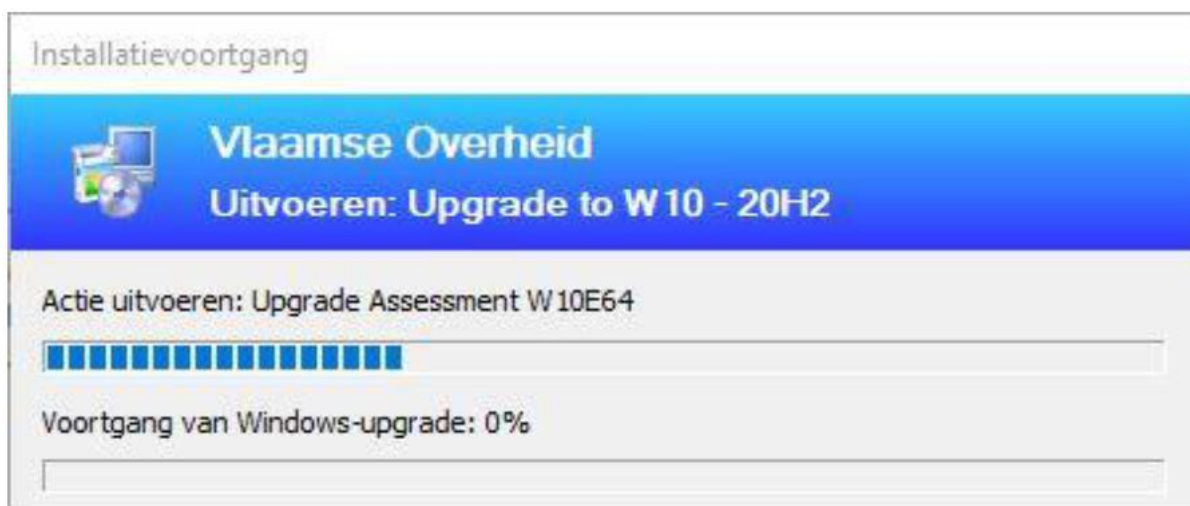 Installatievoortgang
Vlaamse Overheid
Uitvoeren: Upgrade to W10 - 20H2
Actie uitvoeren: Upgrade Assessment W10E64
Voortgang van Windows-upgrade: 0%